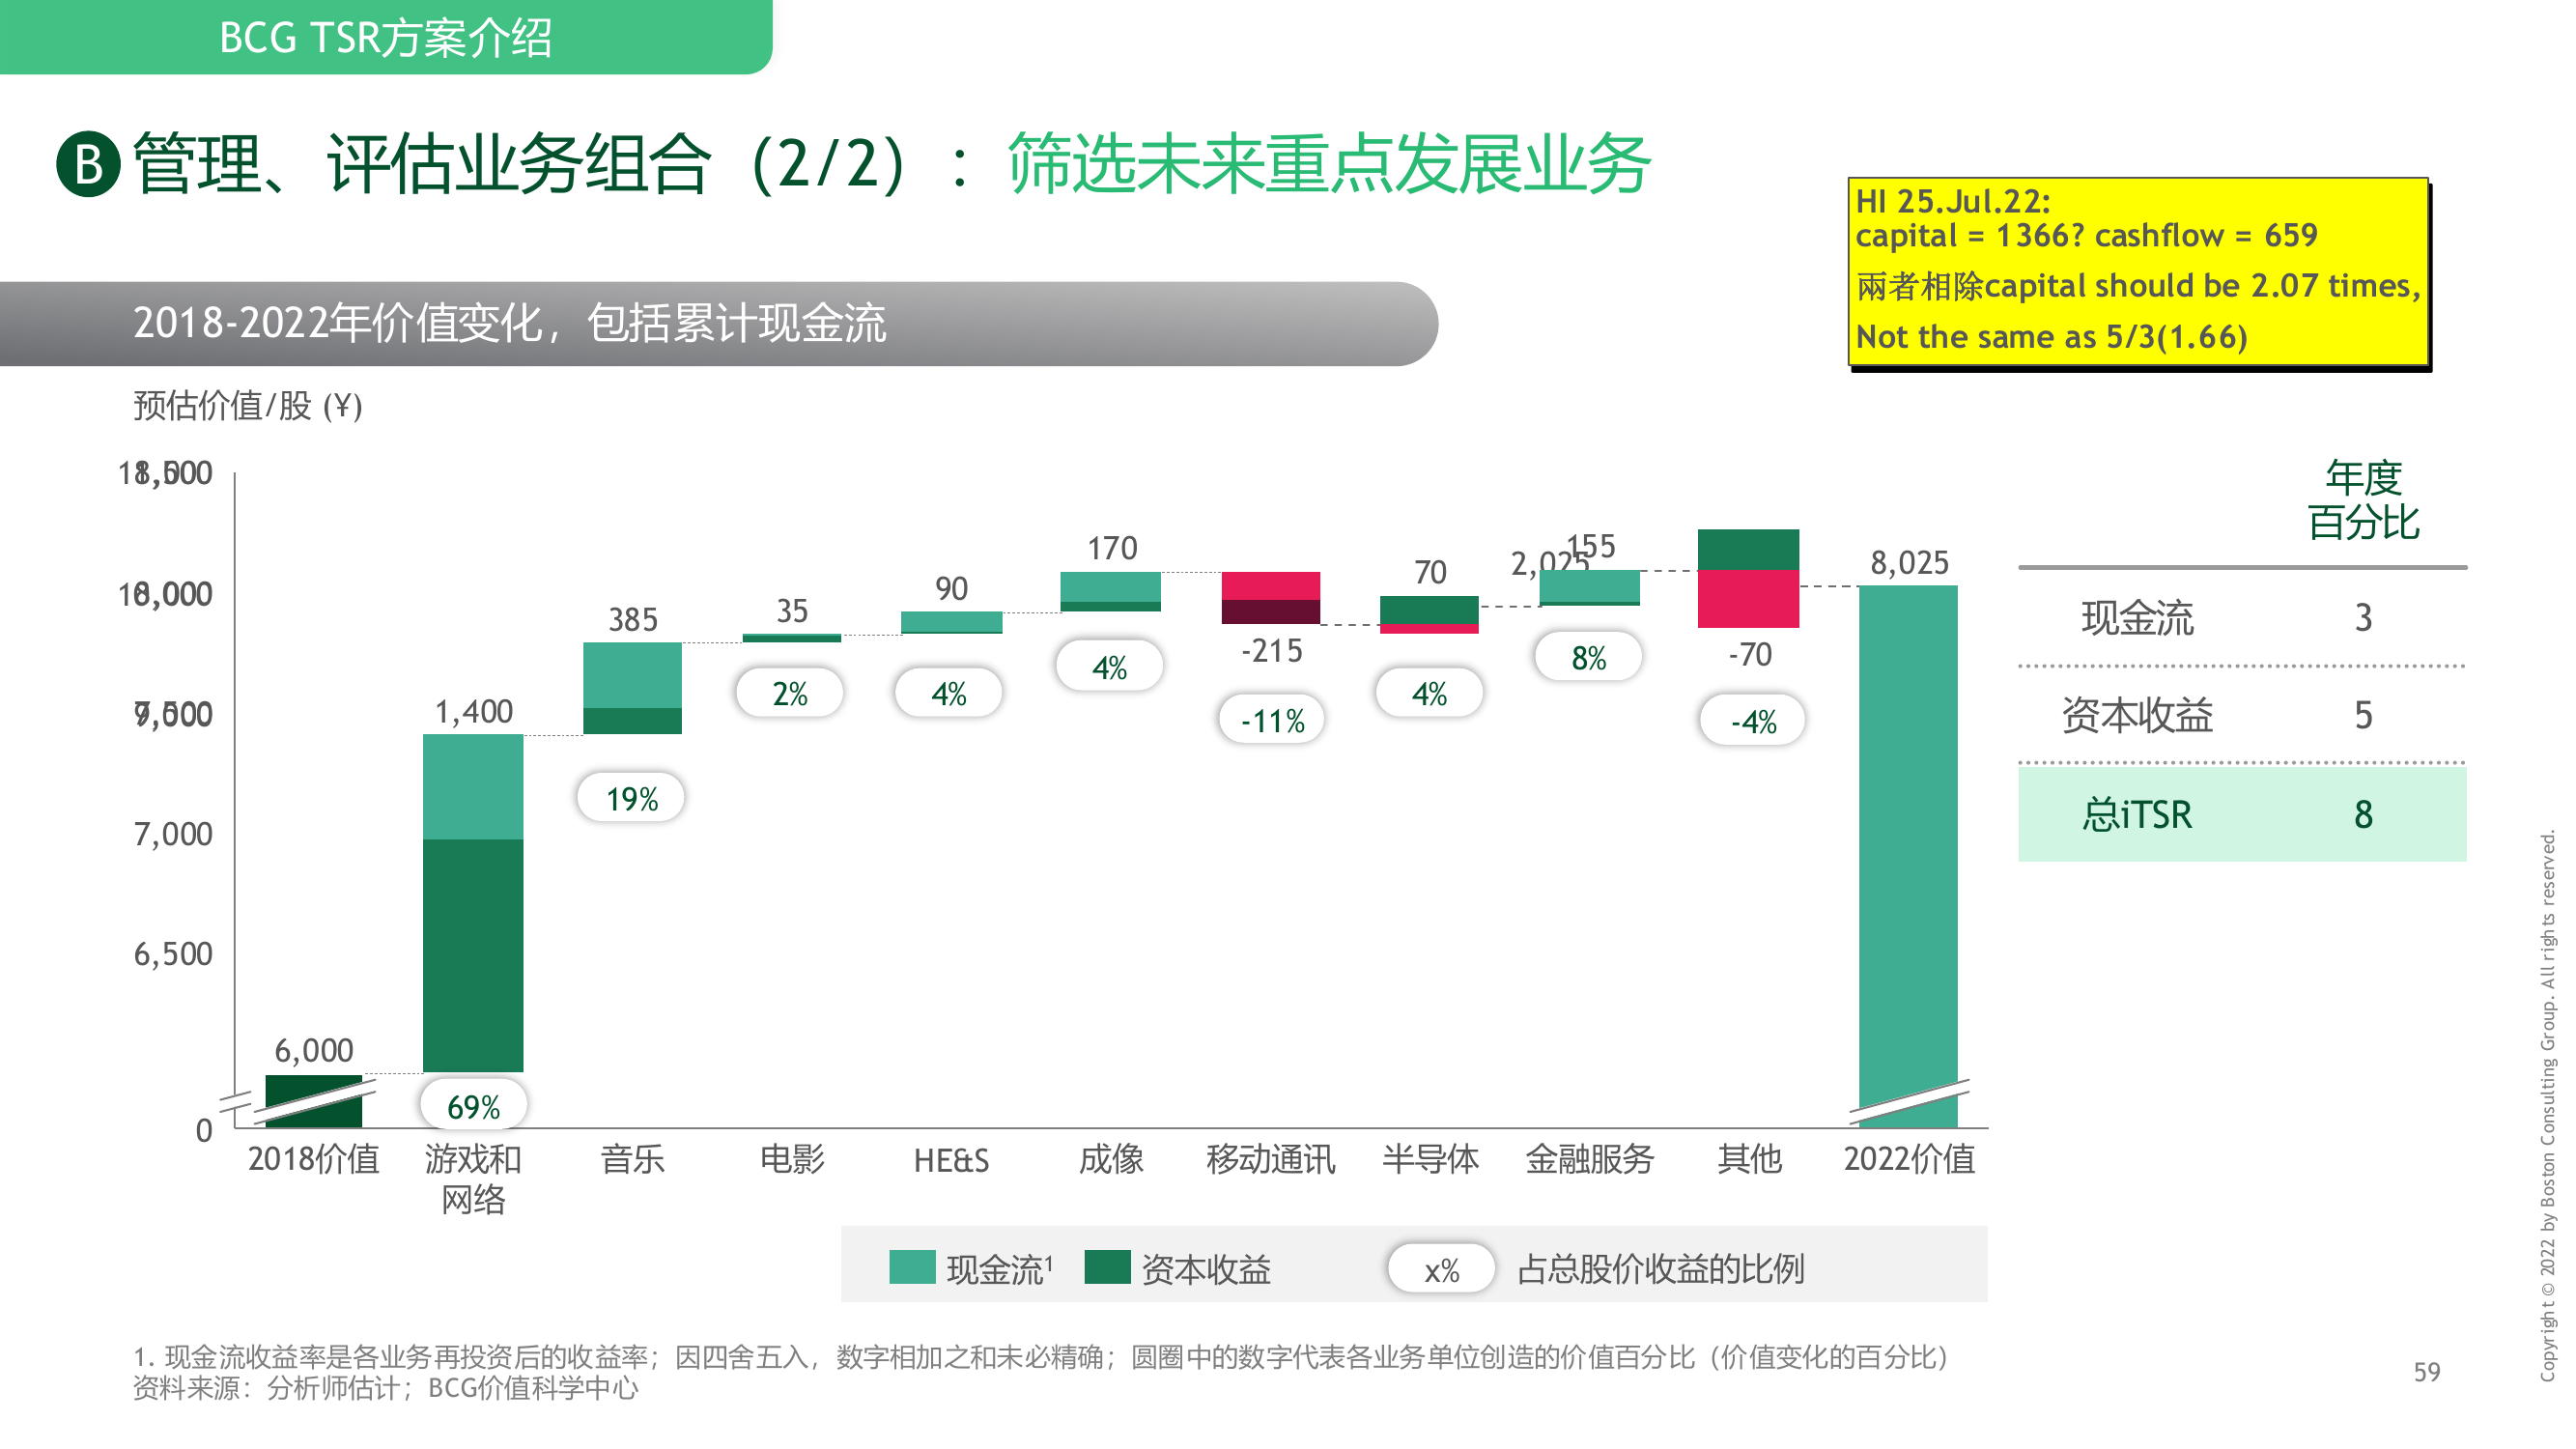 BCG TSR方案介绍
B 管理、评估业务组合（2/2）：筛选未来重点发展业务
HI 25.Jul.22:
capital = 1366? cashflow = 659
兩者相除capital should be 2.07 times,
Not the same as 5/3(1.66)
2018-2022年价值变化，包括累计现金流
预估价值/股 (¥)
7,000
6,500
0
6,000
1,400
385
35
90
170
-215
70
2,025
155
-70
8,025
69%
19%
2%
4%
4%
-11%
4%
8%
-4%
2018价值
游戏和
网络
音乐
电影
HE&S
成像
移动通讯
半导体
金融服务
其他
2022价值
年度
百分比
现金流 3
资本收益 5
总iTSR 8
现金流¹ 资本收益 x% 占总股价收益的比例
1. 现金流收益率是各业务再投资后的收益率；因四舍五入，数字相加之和未必精确；圆圈中的数字代表各业务单位创造的价值百分比（价值变化的百分比）
资料来源：分析师估计；BCG价值科学中心
59
Copyright © 2022 by Boston Consulting Group. All rights reserved.